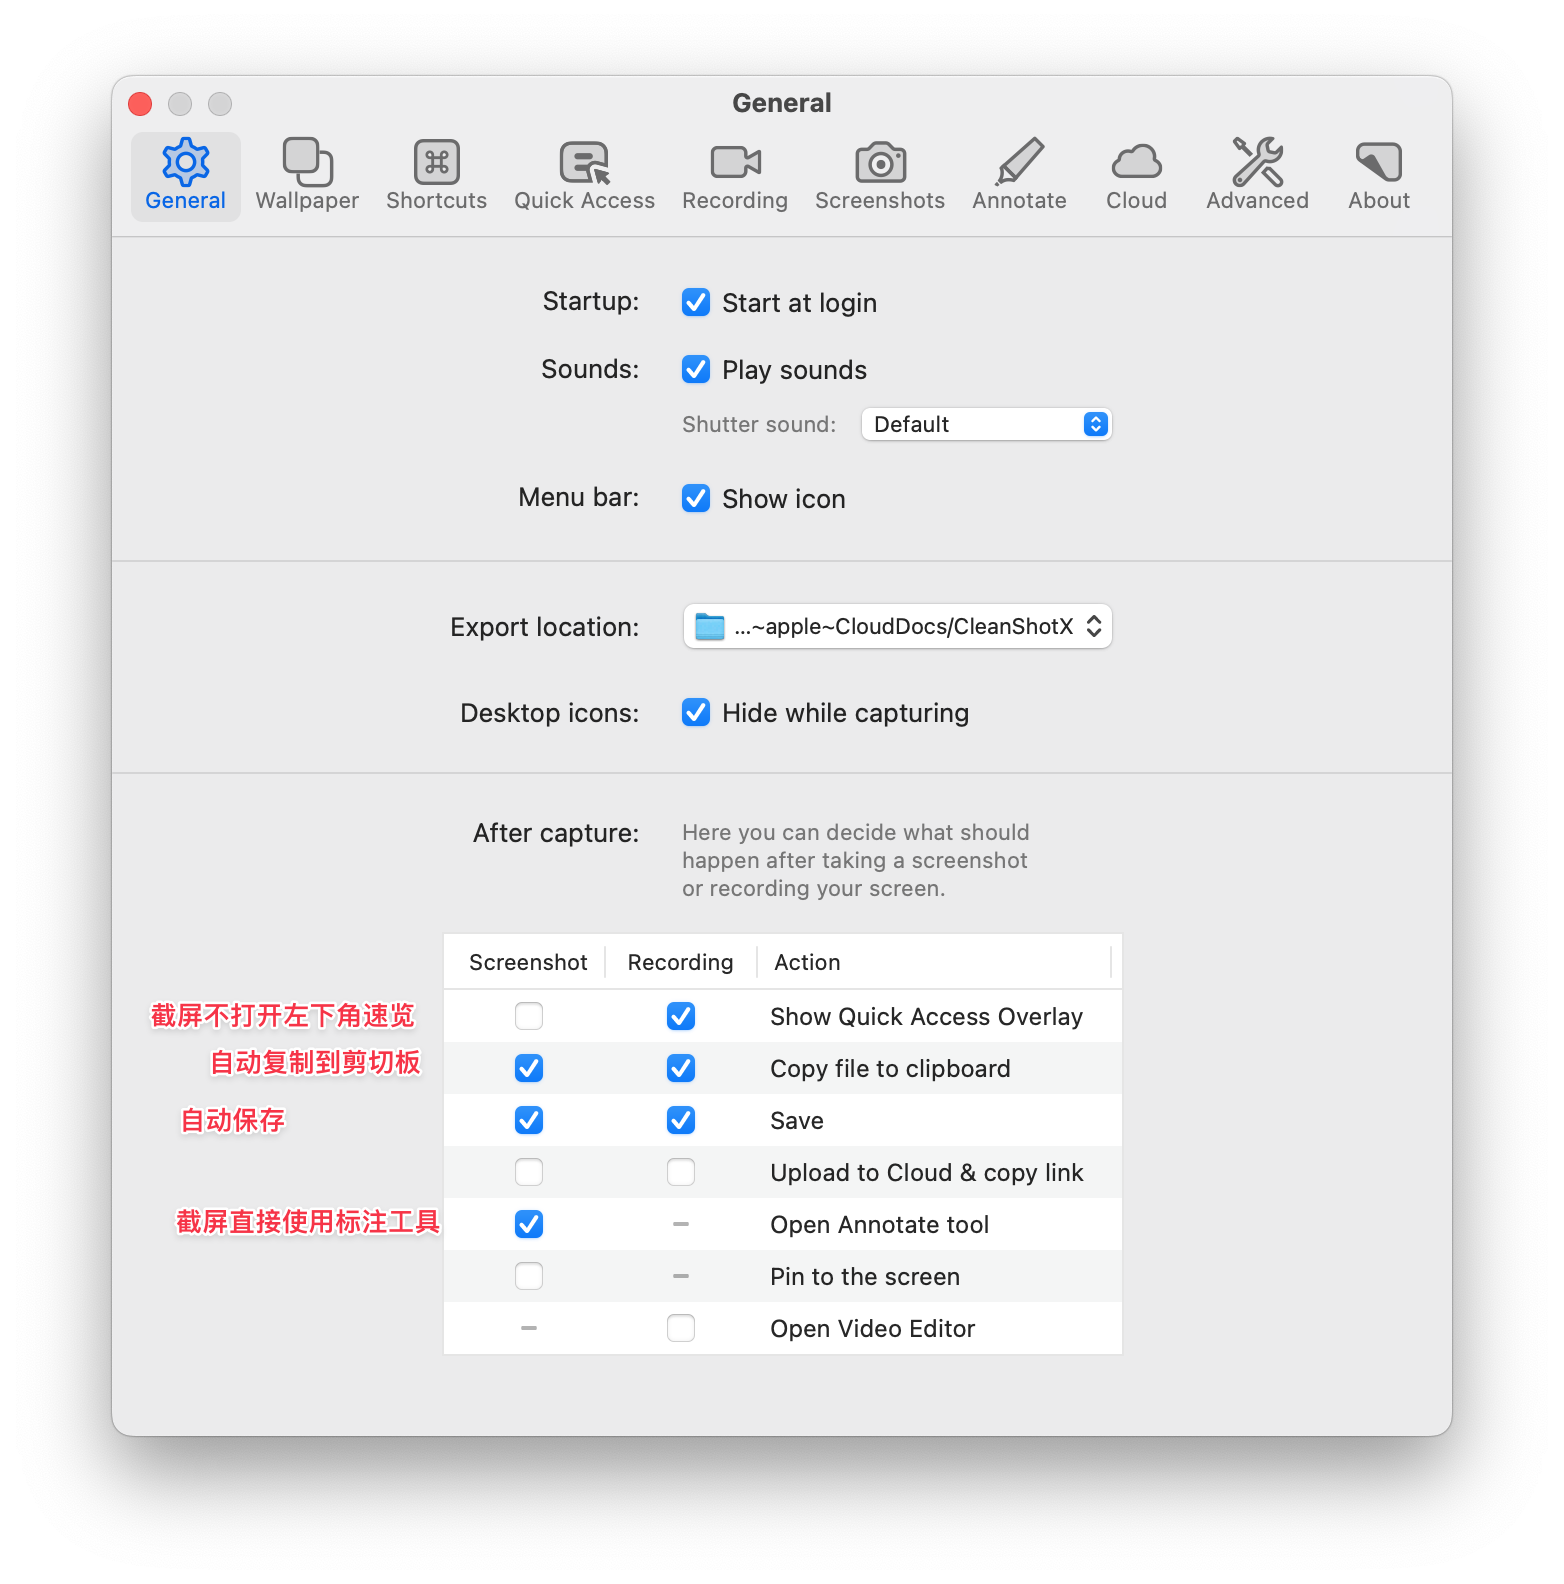 General
General
Wallpaper
Shortcuts
Quick Access
Recording
Screenshots
Annotate
Cloud
Advanced
About
Startup:
Start at login
Sounds:
Play sounds
Shutter sound:
Default
Menu bar:
Show icon
Export location:
...~apple~CloudDocs/CleanShotX
Desktop icons:
Hide while capturing
After capture:
Here you can decide what should
happen after taking a screenshot
or recording your screen.
Screenshot
Recording
Action
截屏不打开左下角速览
Show Quick Access Overlay
自动复制到剪切板
Copy file to clipboard
自动保存
Save
Upload to Cloud & copy link
截屏直接使用标注工具
Open Annotate tool
Pin to the screen
Open Video Editor